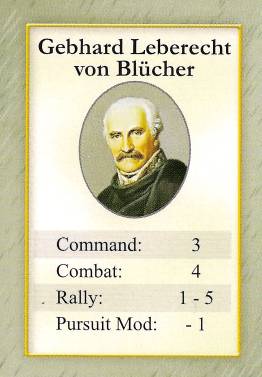 Gebhard Leberecht
von Blücher
Command: 3
Combat: 4
Rally: 1 - 5
Pursuit Mod: - 1